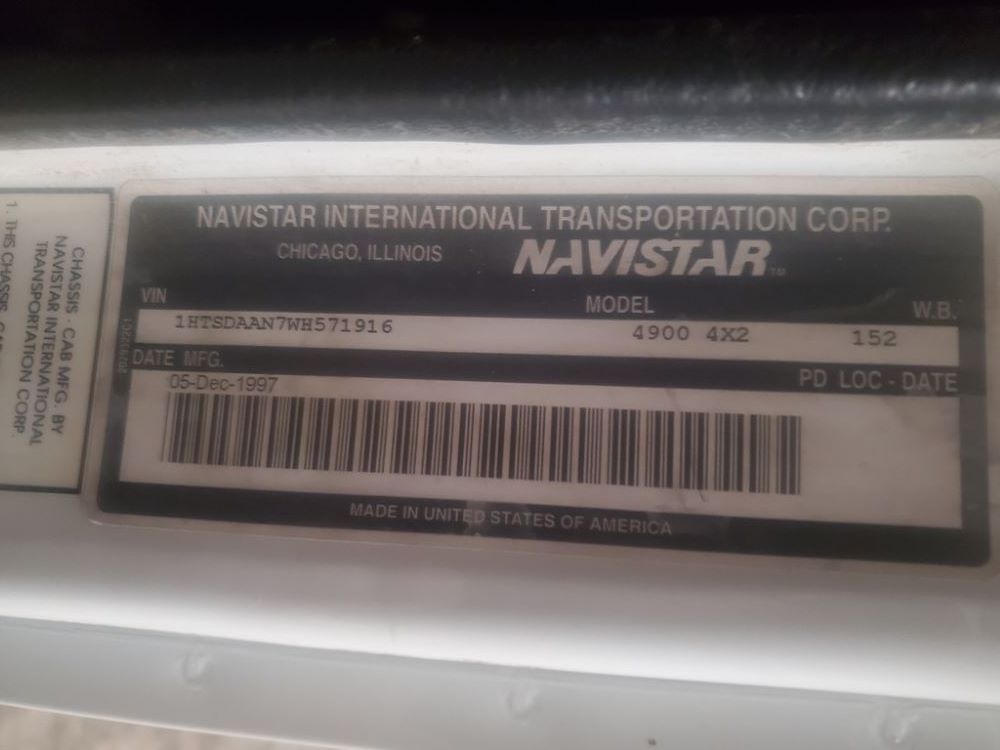 NAVISTAR INTERNATIONAL TRANSPORTATION CORP.
CHICAGO, ILLINOIS NAVISTAR TM
VIN MODEL W.B.
1HTSDAAN7WH571916 4900 4X2 152
DATE MFG. PD LOC - DATE
05-Dec-1997
MADE IN UNITED STATES OF AMERICA
CHASSIS - CAB MFG. BY
NAVISTAR INTERNATIONAL
TRANSPORTATION CORP.
1. THIS CHASSIS